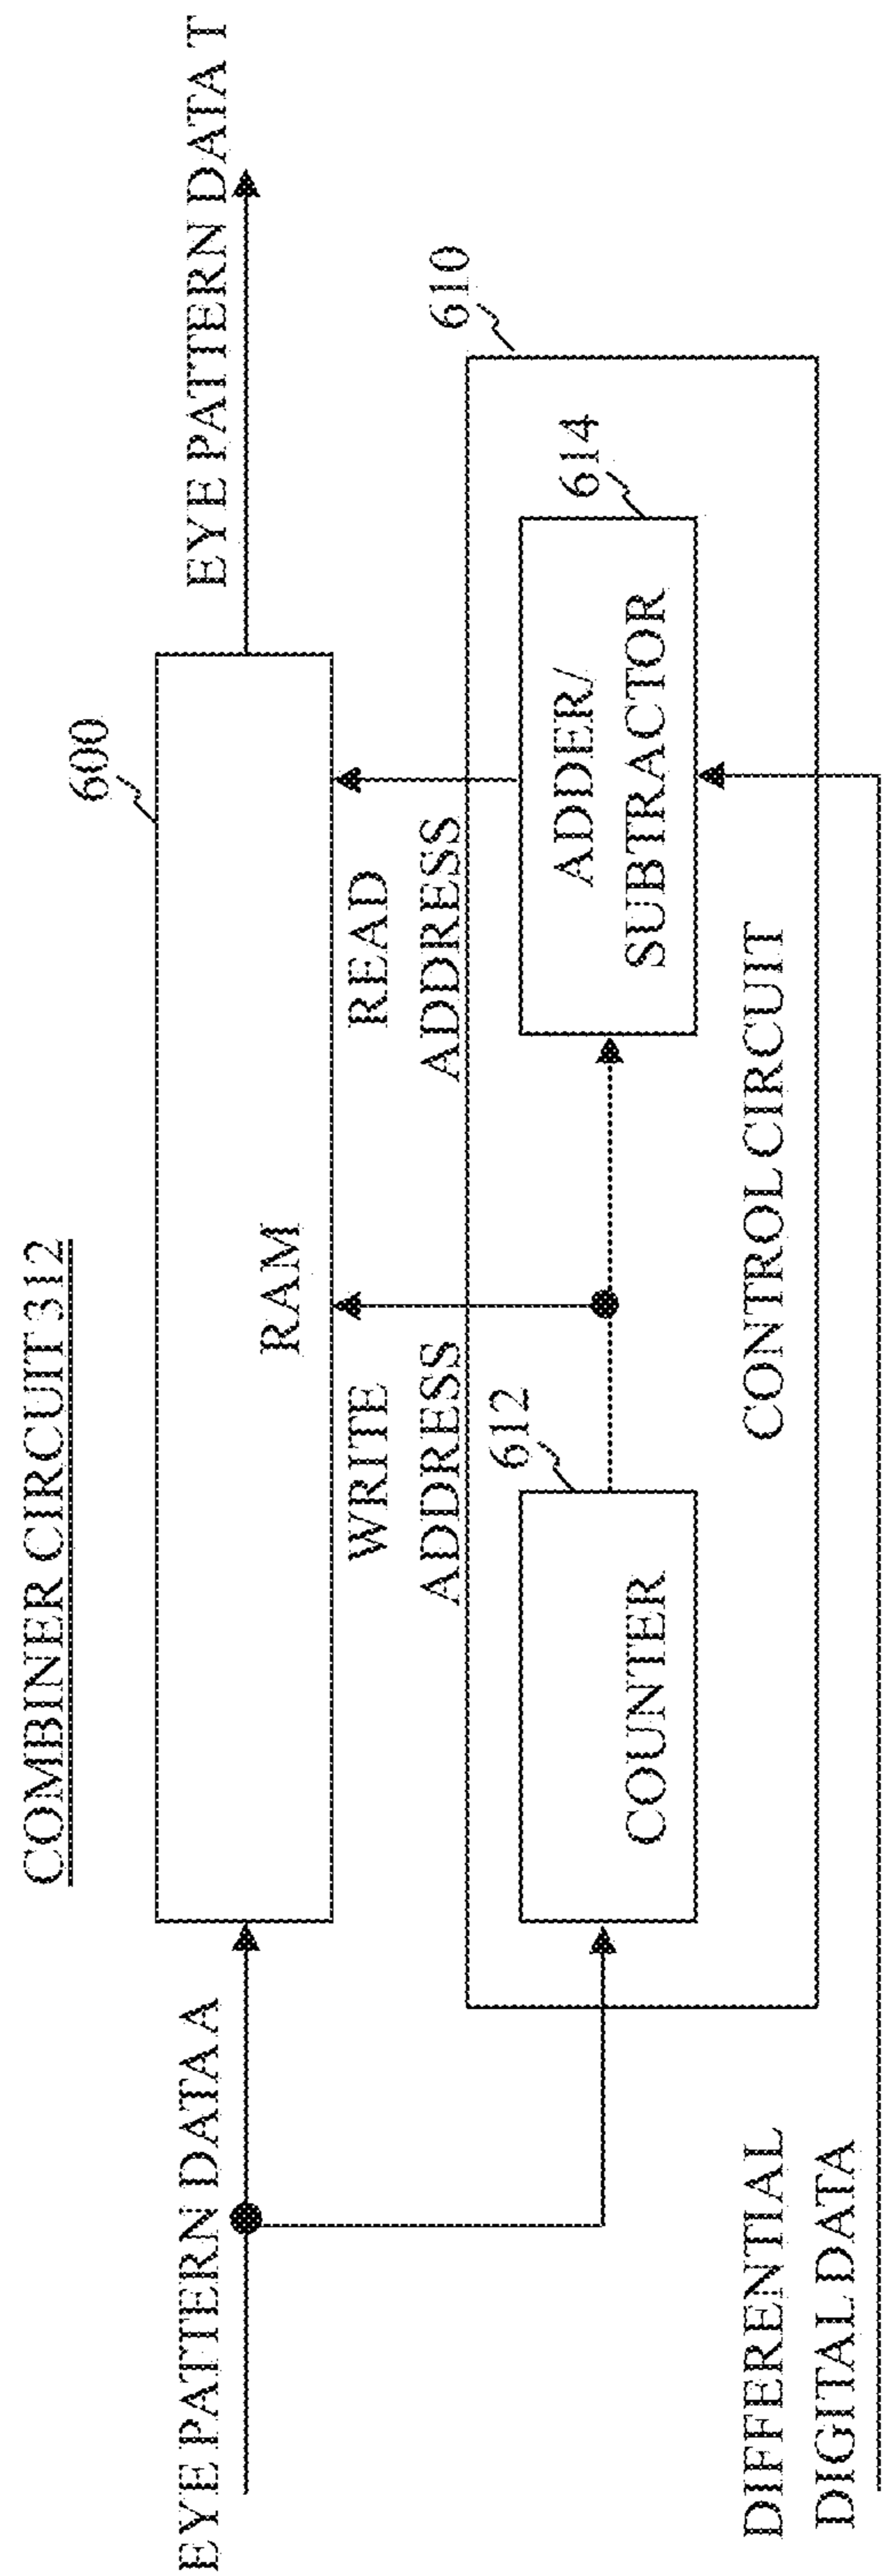 COMBINER CIRCUIT 312
EYE PATTERN DATA A
600
EYE PATTERN DATA T
RAM
WRITE
ADDRESS
READ
ADDRESS
610
612
COUNTER
614
ADDER/
SUBTRACTOR
CONTROL CIRCUIT
DIFFERENTIAL
DIGITAL DATA